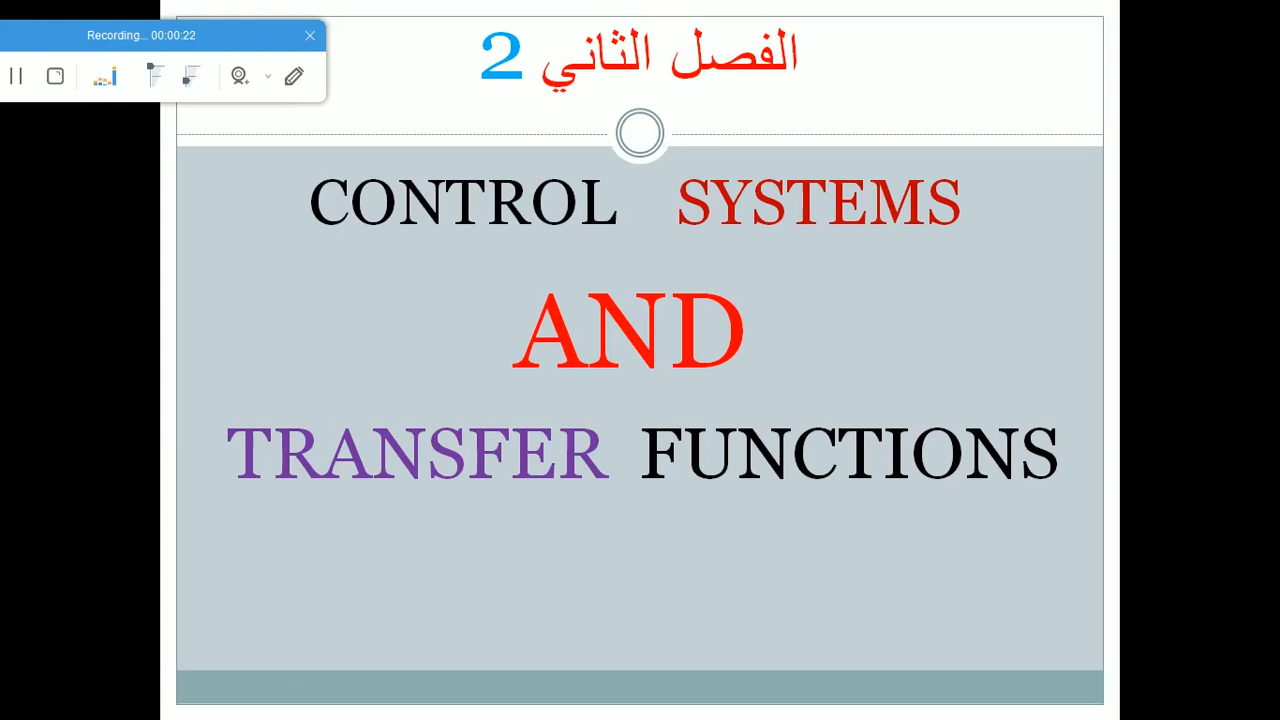 Recording... 00:00:22
الفصل الثاني 2
CONTROL SYSTEMS
AND
TRANSFER FUNCTIONS